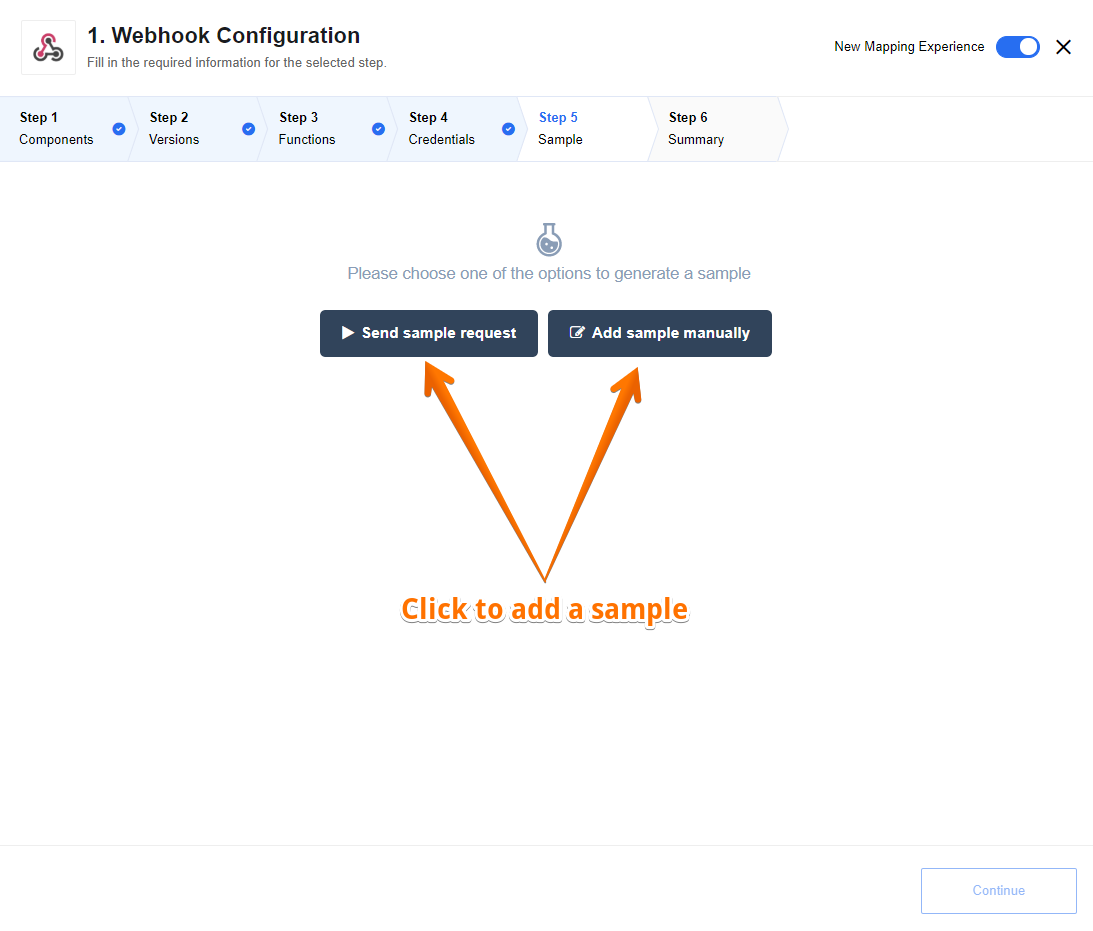 1. Webhook Configuration
Fill in the required information for the selected step.
New Mapping Experience
Step 1
Components
Step 2
Versions
Step 3
Functions
Step 4
Credentials
Step 5
Sample
Step 6
Summary
Please choose one of the options to generate a sample
Send sample request
Add sample manually
Click to add a sample
Continue